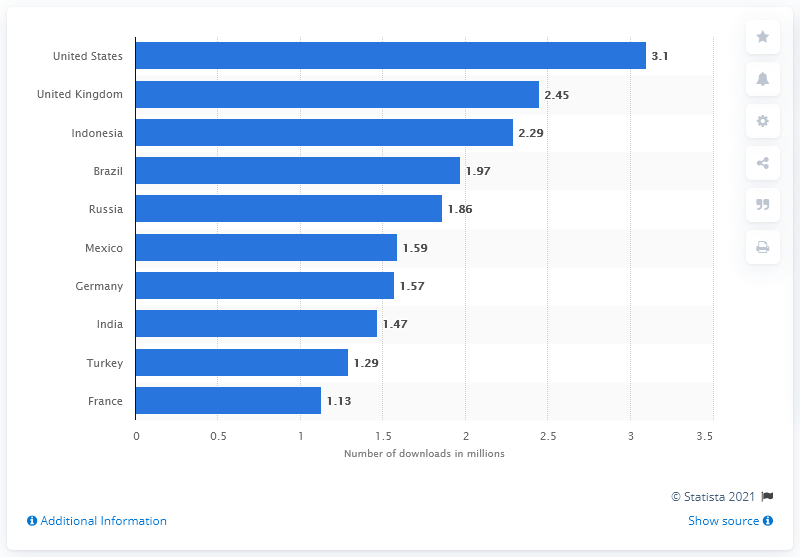 United States 3.1
United Kingdom 2.45
Indonesia 2.29
Brazil 1.97
Russia 1.86
Mexico 1.59
Germany 1.57
India 1.47
Turkey 1.29
France 1.13
0 0.5 1 1.5 2 2.5 3 3.5
Number of downloads in millions
© Statista 2021
Additional Information
Show source